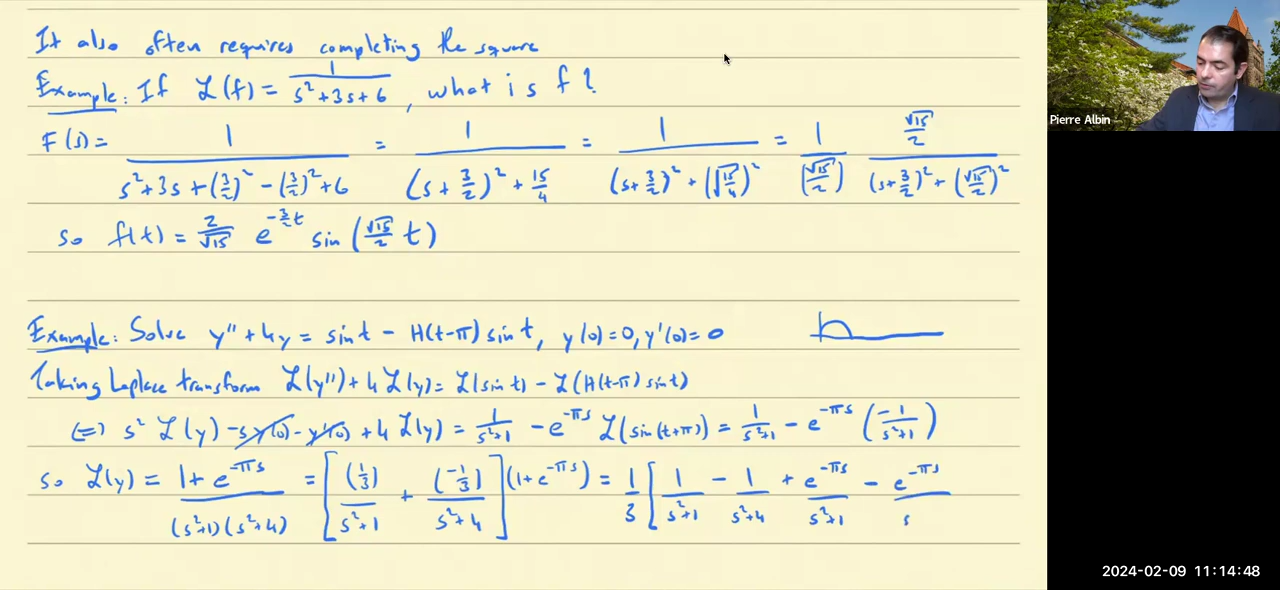 It also often requires completing the square
Example: If ℒ(f) = 1/(s²+3s+6), what is f?
F(s) = 1/(s²+3s+(3/2)²-(3/2)²+6) = 1/((s+3/2)²+15/4) = 1/((s+3/2)²+(√(15/4))²) = 1/(√15/2) (√15/2)/((s+3/2)²+(√15/2)²)
so f(t) = 2/√15 e^(-3/2 t) sin(√15/2 t)
Example: Solve y''+4y = sin t - H(t-π) sin t, y(0)=0, y'(0)=0
Taking Laplace transform ℒ(y'')+4ℒ(y) = ℒ(sin t) - ℒ(H(t-π) sin t)
(=) s² ℒ(y) - sy(0) - y'(0) + 4ℒ(y) = 1/(s²+1) - e^(-πs) ℒ(sin(t+π)) = 1/(s²+1) - e^(-πs) (-1/(s²+1))
so ℒ(y) = (1+e^(-πs))/((s²+1)(s²+4)) = [(1/3)/(s²+1) + (-1/3)/(s²+4)](1+e^(-πs)) = 1/3 [1/(s²+1) - 1/(s²+4) + e^(-πs)/(s²+1) - e^(-πs)/s
Pierre Albin
2024-02-09 11:14:48